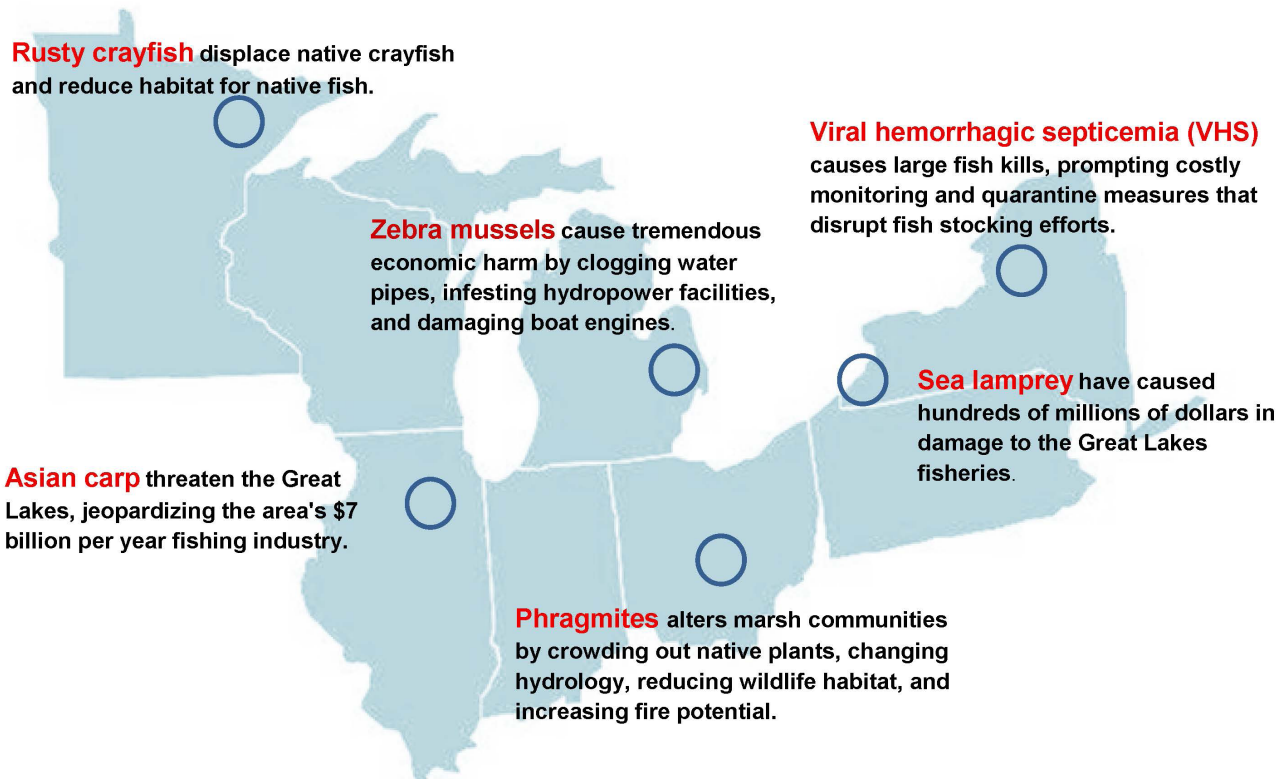 Rusty crayfish displace native crayfish
and reduce habitat for native fish.
Viral hemorrhagic septicemia (VHS)
causes large fish kills, prompting costly
monitoring and quarantine measures that
disrupt fish stocking efforts.
Zebra mussels cause tremendous
economic harm by clogging water
pipes, infesting hydropower facilities,
and damaging boat engines.
Sea lamprey have caused
hundreds of millions of dollars in
damage to the Great Lakes
fisheries.
Asian carp threaten the Great
Lakes, jeopardizing the area's $7
billion per year fishing industry.
Phragmites alters marsh communities
by crowding out native plants, changing
hydrology, reducing wildlife habitat, and
increasing fire potential.